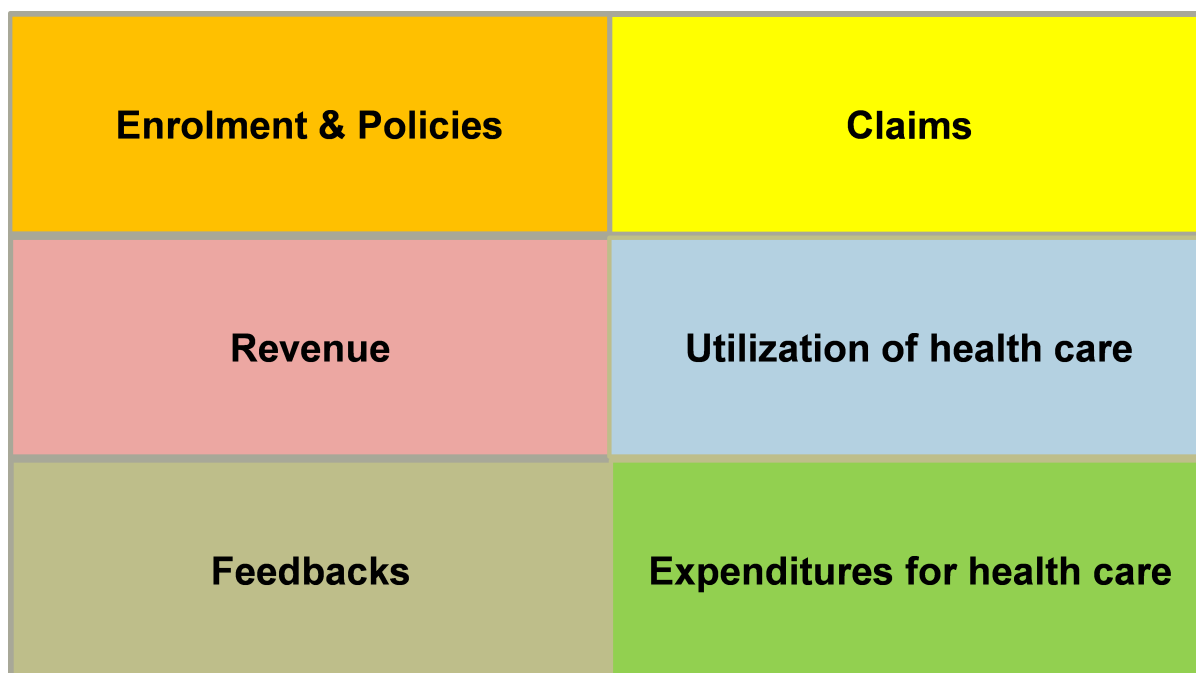 Enrolment & Policies
Claims
Revenue
Utilization of health care
Feedbacks
Expenditures for health care